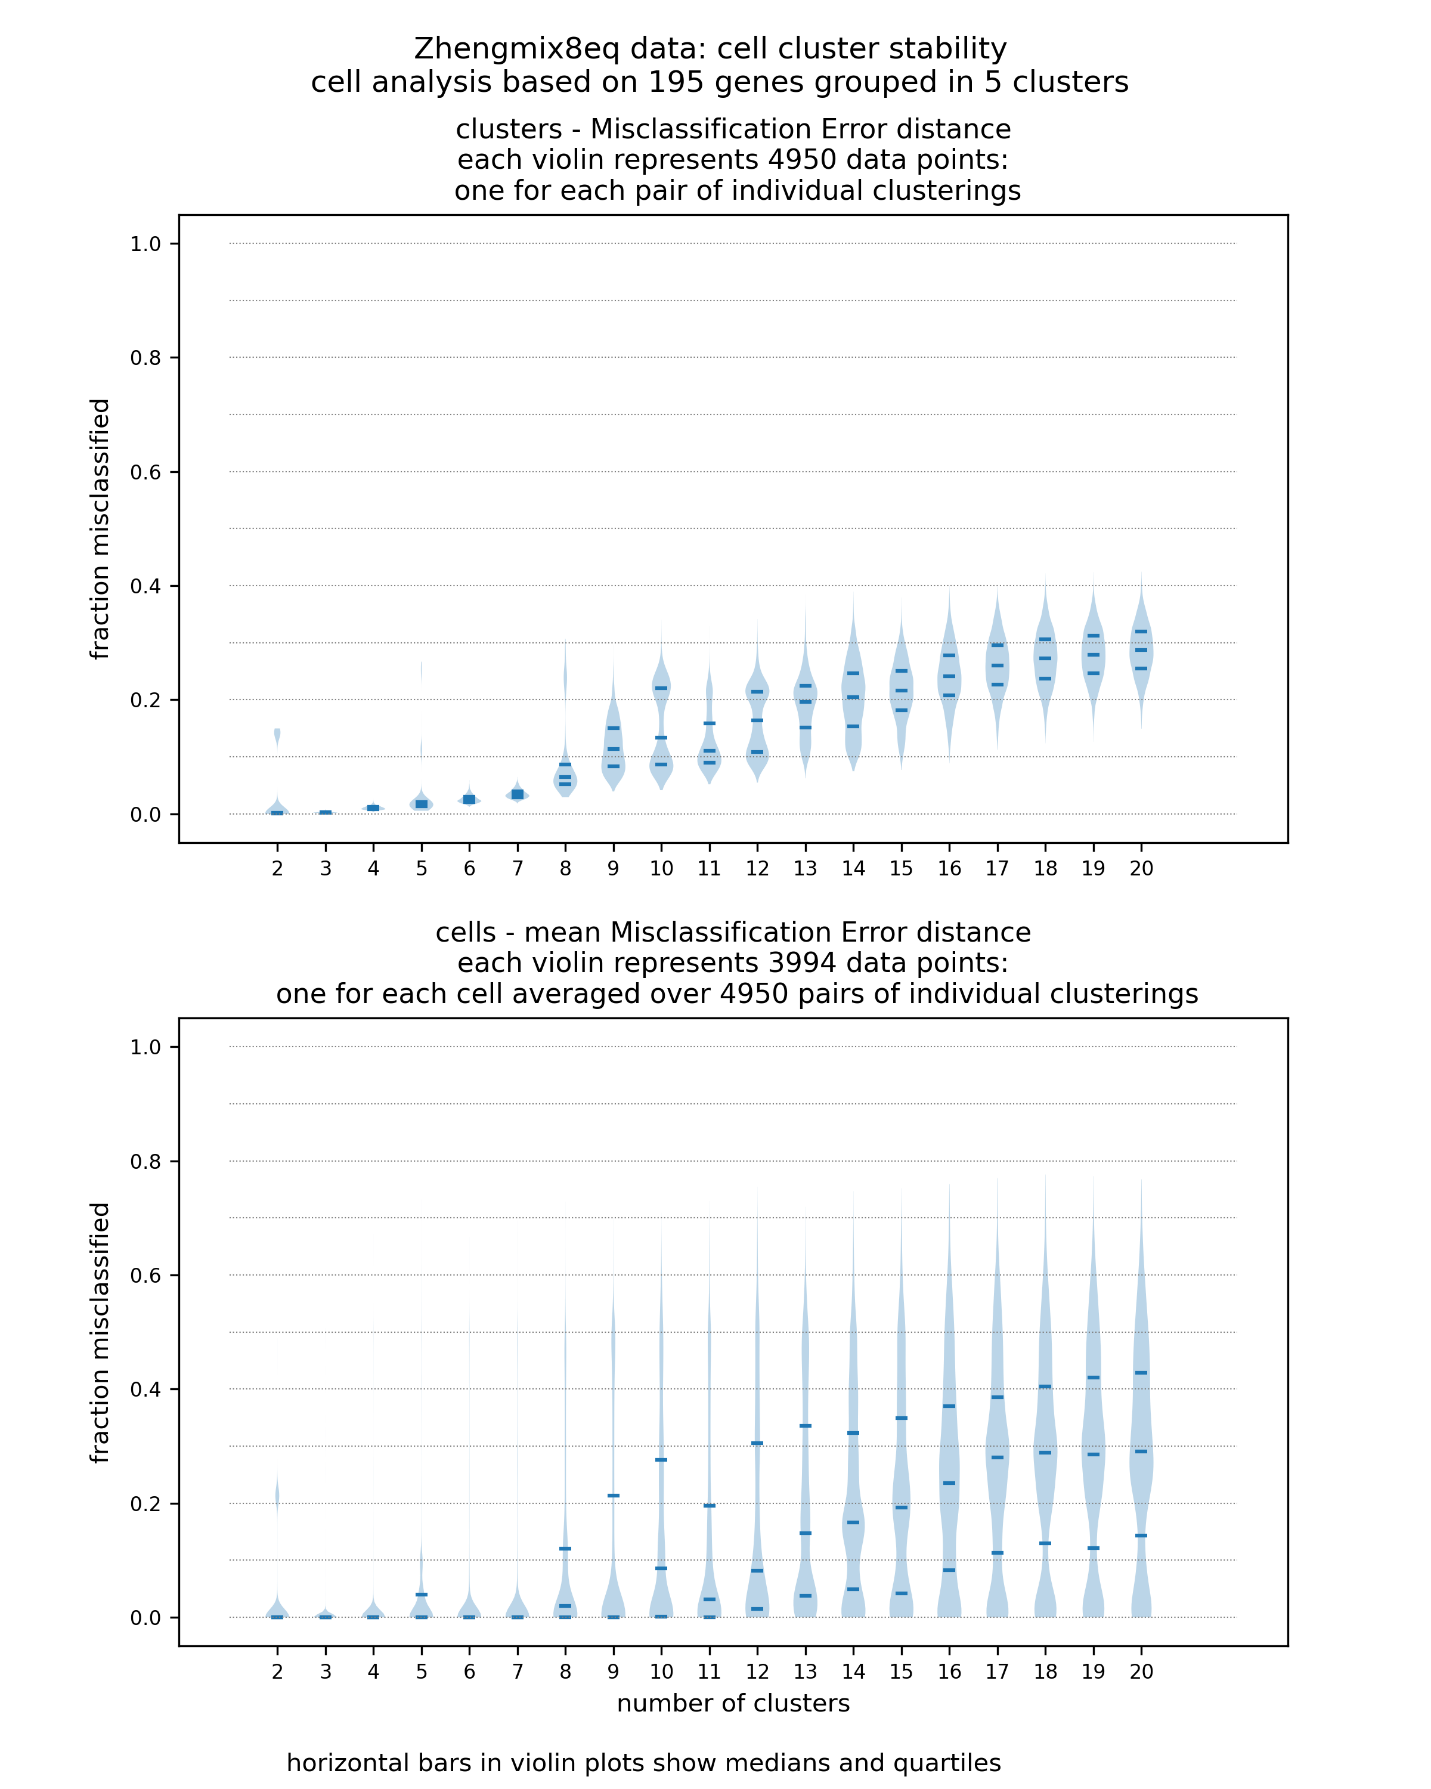 Zhengmix8eq data: cell cluster stability
cell analysis based on 195 genes grouped in 5 clusters
clusters - Misclassification Error distance
each violin represents 4950 data points:
one for each pair of individual clusterings
1.0
0.8
0.6
0.4
0.2
0.0
fraction misclassified
2 3 4 5 6 7 8 9 10 11 12 13 14 15 16 17 18 19 20
cells - mean Misclassification Error distance
each violin represents 3994 data points:
one for each cell averaged over 4950 pairs of individual clusterings
1.0
0.8
0.6
0.4
0.2
0.0
fraction misclassified
2 3 4 5 6 7 8 9 10 11 12 13 14 15 16 17 18 19 20
number of clusters
horizontal bars in violin plots show medians and quartiles